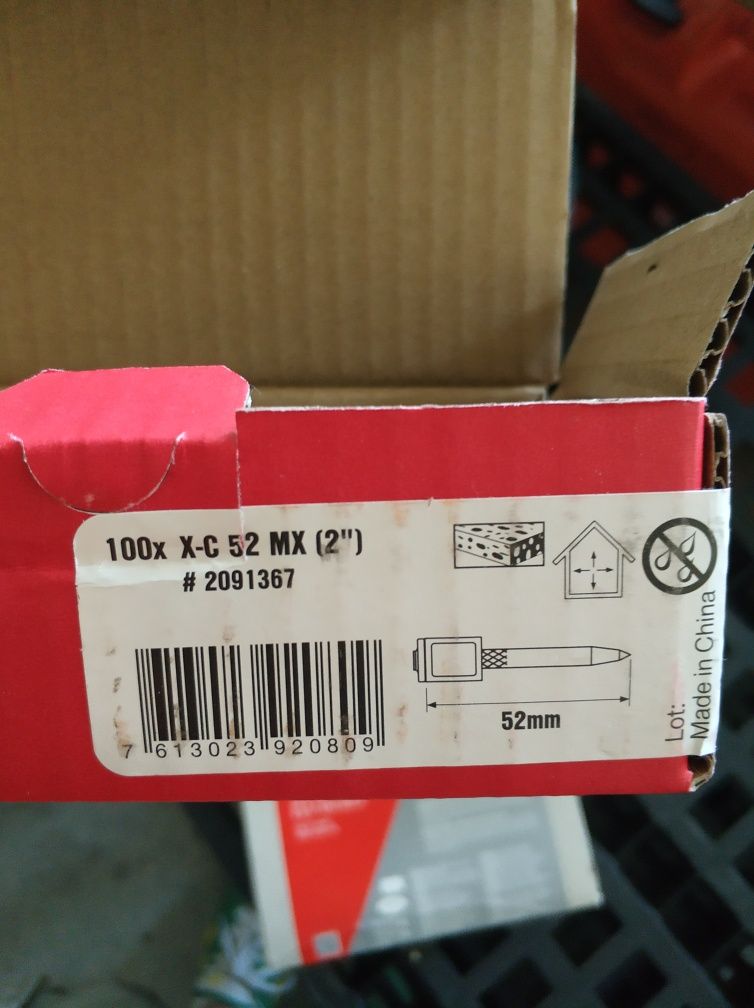 100x X-C 52 MX (2")
# 2091367
7 613023 920809
52mm
Lot:
Made in China